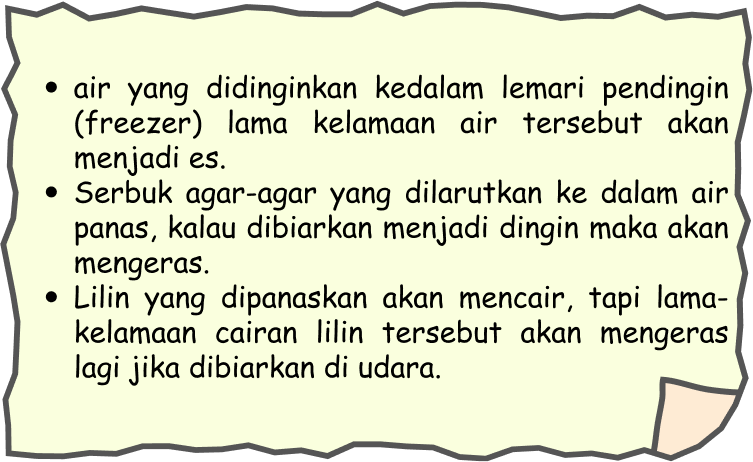 • air yang didinginkan kedalam lemari pendingin
(freezer) lama kelamaan air tersebut akan
menjadi es.
• Serbuk agar-agar yang dilarutkan ke dalam air
panas, kalau dibiarkan menjadi dingin maka akan
mengeras.
• Lilin yang dipanaskan akan mencair, tapi lama-
kelamaan cairan lilin tersebut akan mengeras
lagi jika dibiarkan di udara.